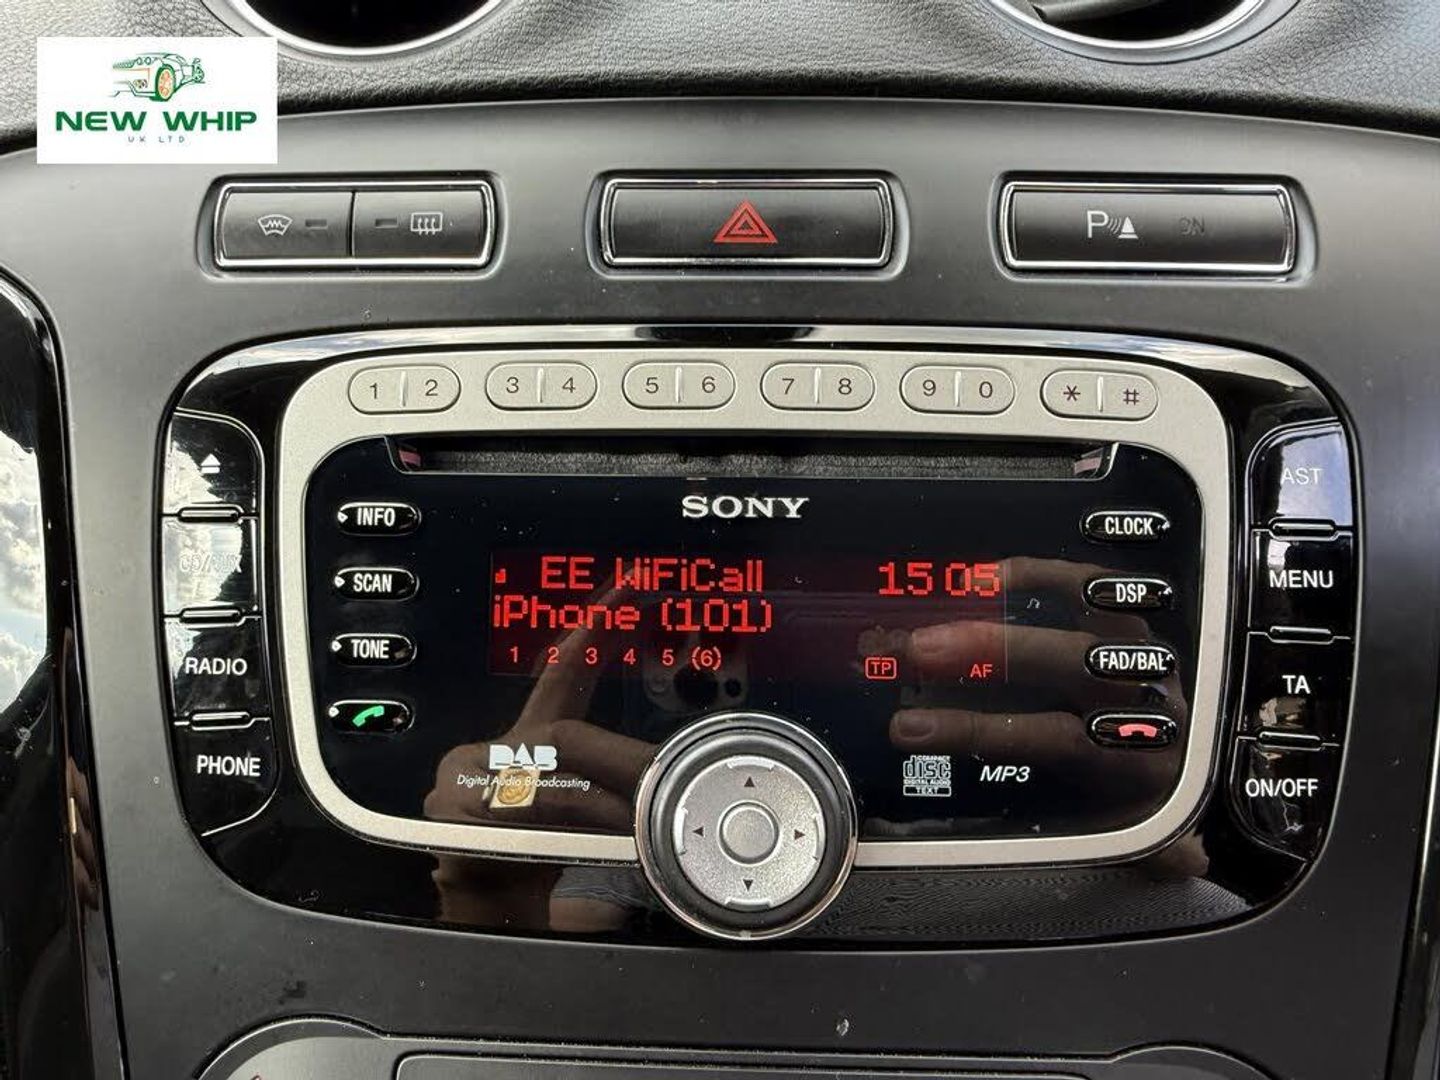 NEW WHIP
UK LTD
P ON
1 2 3 4 5 6 7 8 9 0 * #
AST
SONY
INFO
CLOCK
CD/AUX
EE WiFiCall 15 05
SCAN
DSP
MENU
iPhone (101)
1 2 3 4 5 (6) TP AF
TONE
FAD/BAL
RADIO
TA
PHONE
DAB
Digital Audio Broadcasting
COMPACT
disc
DIGITAL AUDIO
TEXT
MP3
ON/OFF